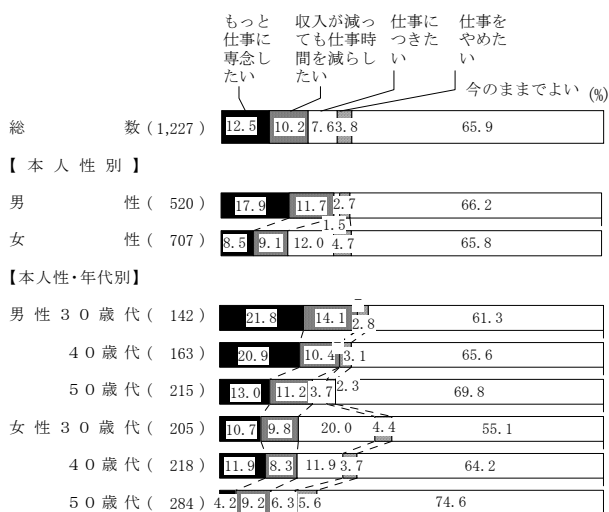 もっと仕事に専念したい
収入が減っても仕事時間を減らしたい
仕事につきたい
仕事をやめたい
今のままでよい
(%)
総数(1,227) 12.5 10.2 7.6 3.8 65.9
【本人性別】
男性( 520) 17.9 11.7 1.5 2.7 66.2
女性( 707) 8.5 9.1 12.0 4.7 65.8
【本人性・年代別】
男性30歳代( 142) 21.8 14.1 2.8 61.3
40歳代( 163) 20.9 10.4 3.1 65.6
50歳代( 215) 13.0 11.2 3.7 2.3 69.8
女性30歳代( 205) 10.7 9.8 20.0 4.4 55.1
40歳代( 218) 11.9 8.3 11.9 3.7 64.2
50歳代( 284) 4.2 9.2 6.3 5.6 74.6